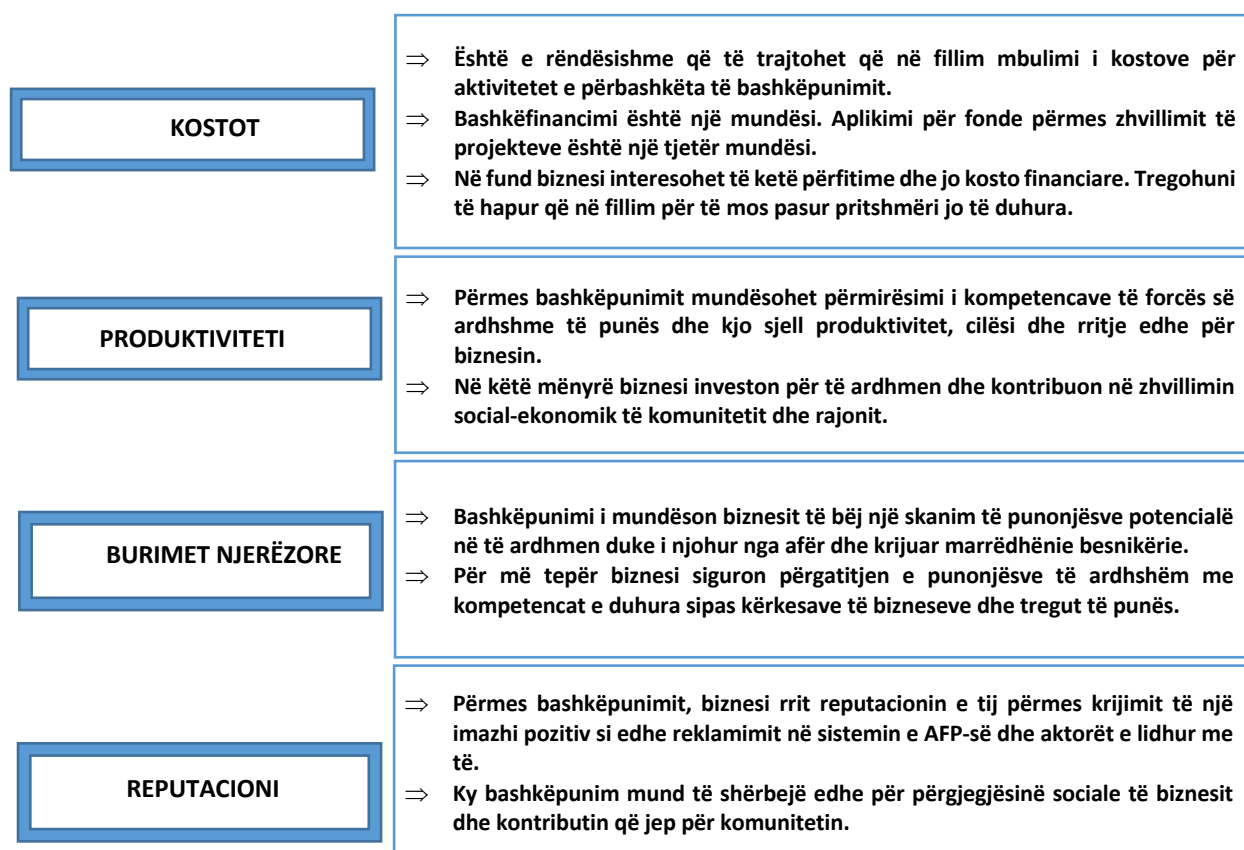 KOSTOT
⇒ Është e rëndësishme që të trajtohet që në fillim mbulimi i kostove për
aktivitetet e përbashkëta të bashkëpunimit.
⇒ Bashkëfinancimi është një mundësi. Aplikimi për fonde përmes zhvillimit të
projekteve është një tjetër mundësi.
⇒ Në fund biznesi interesohet të ketë përfitime dhe jo kosto financiare. Tregohuni
të hapur që në fillim për të mos pasur pritshmëri jo të duhura.
PRODUKTIVITETI
⇒ Përmes bashkëpunimit mundësohet përmirësimi i kompetencave të forcës së
ardhshme të punës dhe kjo sjell produktivitet, cilësi dhe rritje edhe për
biznesin.
⇒ Në këtë mënyrë biznesi investon për të ardhmen dhe kontribuon në zhvillimin
social-ekonomik të komunitetit dhe rajonit.
BURIMET NJERËZORE
⇒ Bashkëpunimi i mundëson biznesit të bëj një skanim të punonjësve potencialë
në të ardhmen duke i njohur nga afër dhe krijuar marrëdhënie besnikërie.
⇒ Për më tepër biznesi siguron përgatitjen e punonjësve të ardhshëm me
kompetencat e duhura sipas kërkesave të bizneseve dhe tregut të punës.
REPUTACIONI
⇒ Përmes bashkëpunimit, biznesi rrit reputacionin e tij përmes krijimit të një
imazhi pozitiv si edhe reklamimit në sistemin e AFP-së dhe aktorët e lidhur me
të.
⇒ Ky bashkëpunim mund të shërbejë edhe për përgjegjësinë sociale të biznesit
dhe kontributin që jep për komunitetin.